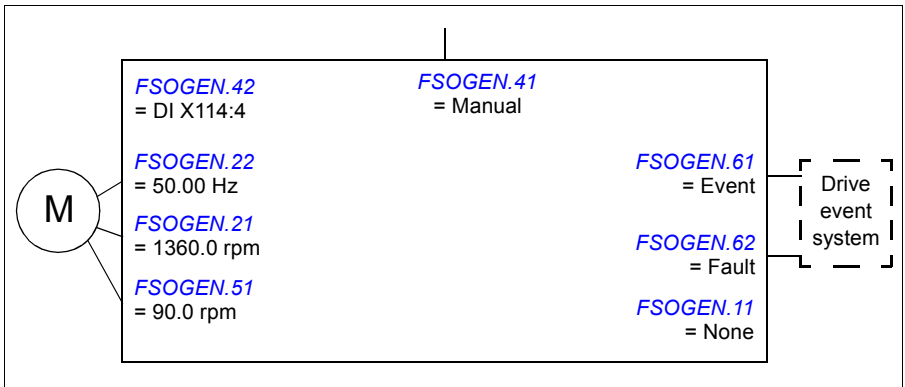 FSOGEN.42
= DI X114:4
FSOGEN.41
= Manual
M
FSOGEN.22
= 50.00 Hz
FSOGEN.21
= 1360.0 rpm
FSOGEN.51
= 90.0 rpm
FSOGEN.61
= Event
FSOGEN.62
= Fault
FSOGEN.11
= None
Drive
event
system